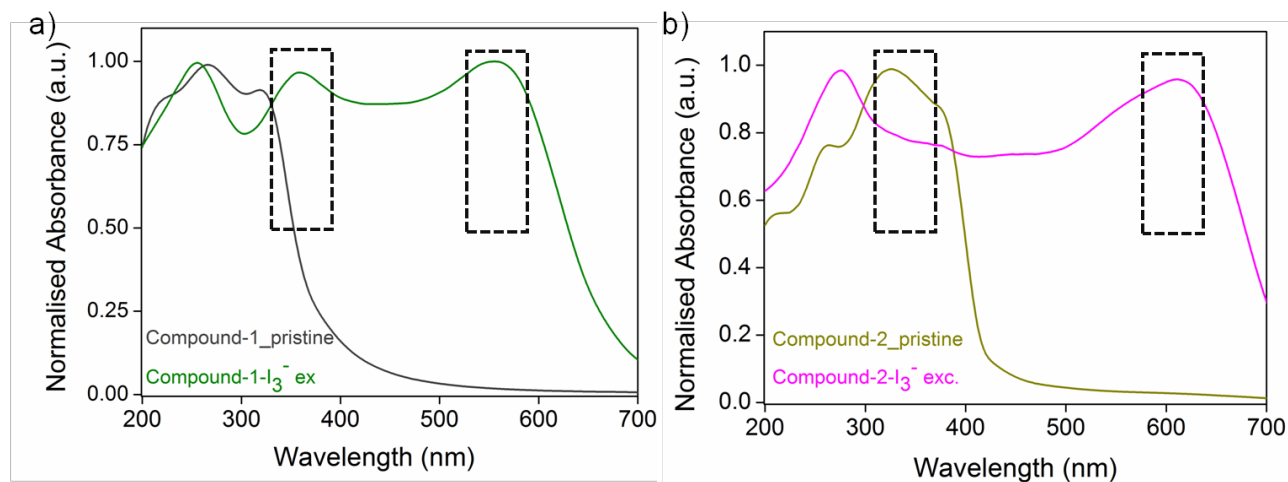 a)
Normalised Absorbance (a.u.)
1.00
0.75
0.50
0.25
0.00
Compound-1_pristine
Compound-1-I₃⁻ ex
200 300 400 500 600 700
Wavelength (nm)
b)
Normalised Absorbance (a.u.)
1.0
0.8
0.6
0.4
0.2
0.0
Compound-2_pristine
Compound-2-I₃⁻ exc.
200 300 400 500 600 700
Wavelength (nm)